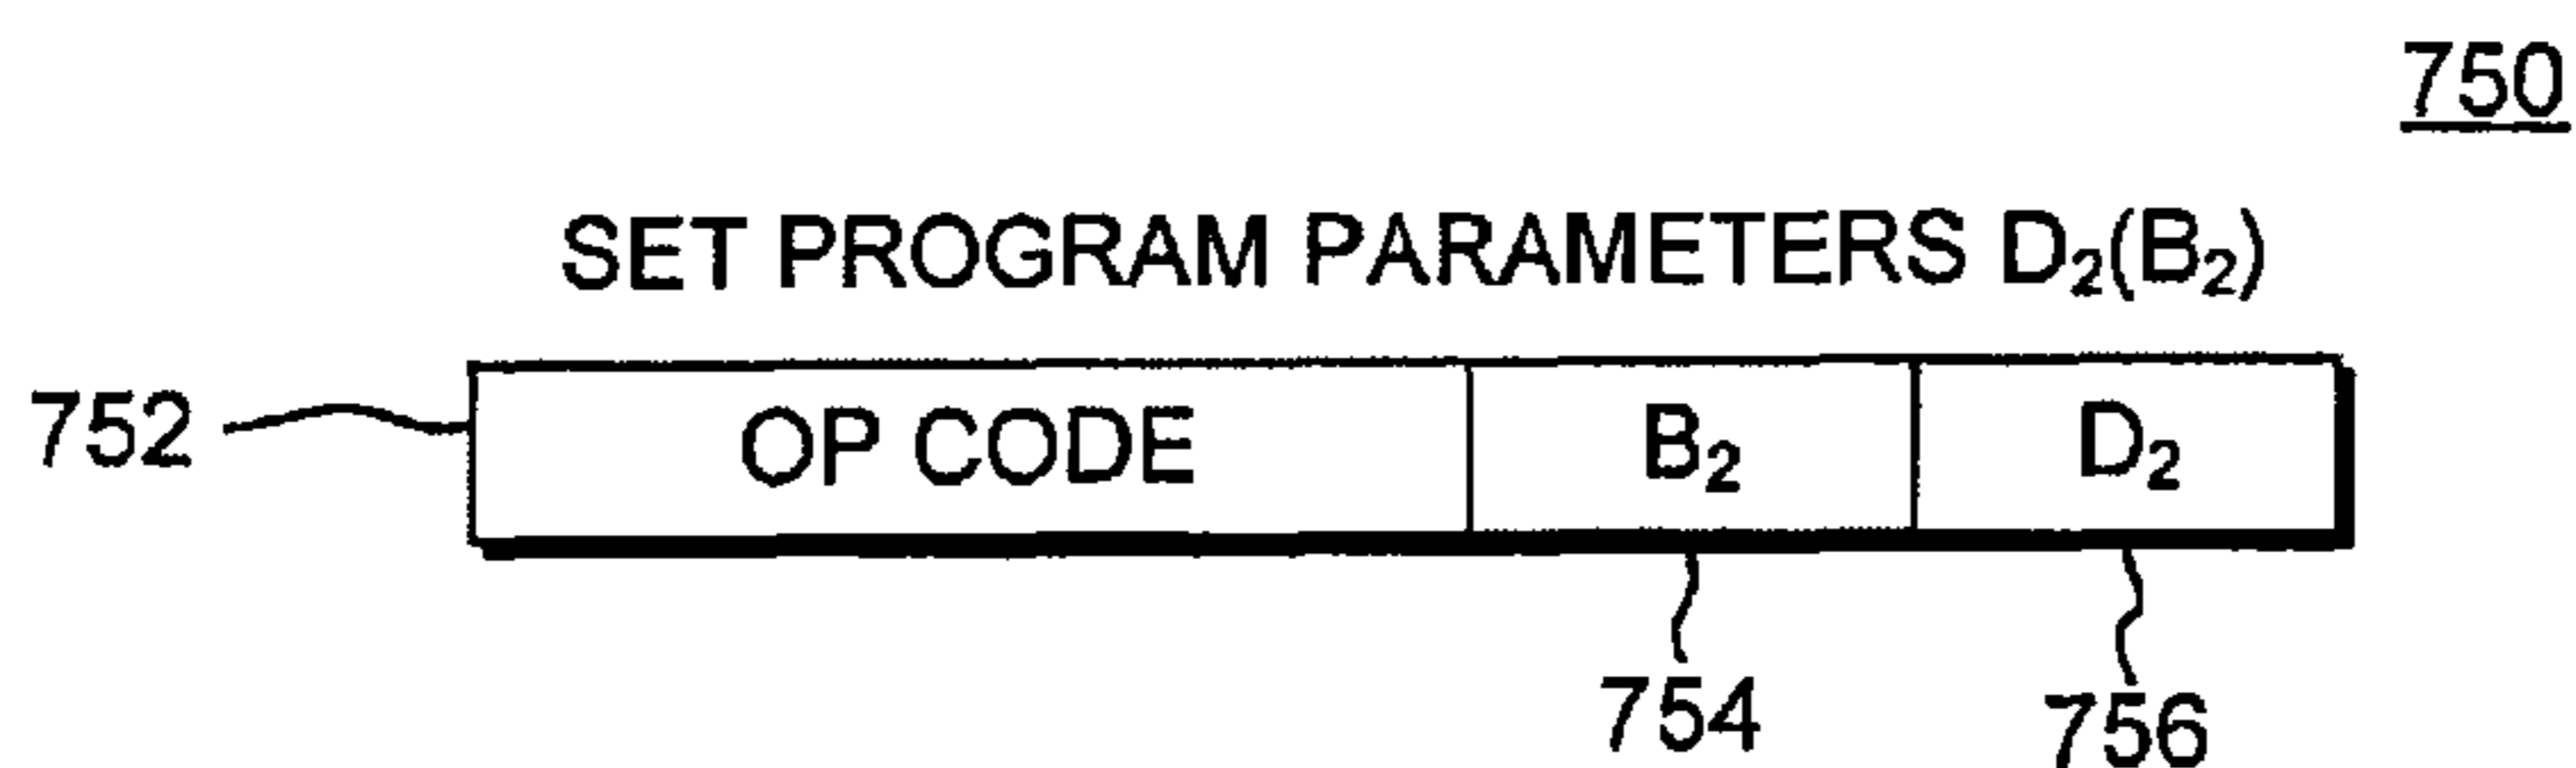 750
SET PROGRAM PARAMETERS D₂(B₂)
752 OP CODE B₂ D₂
754 756